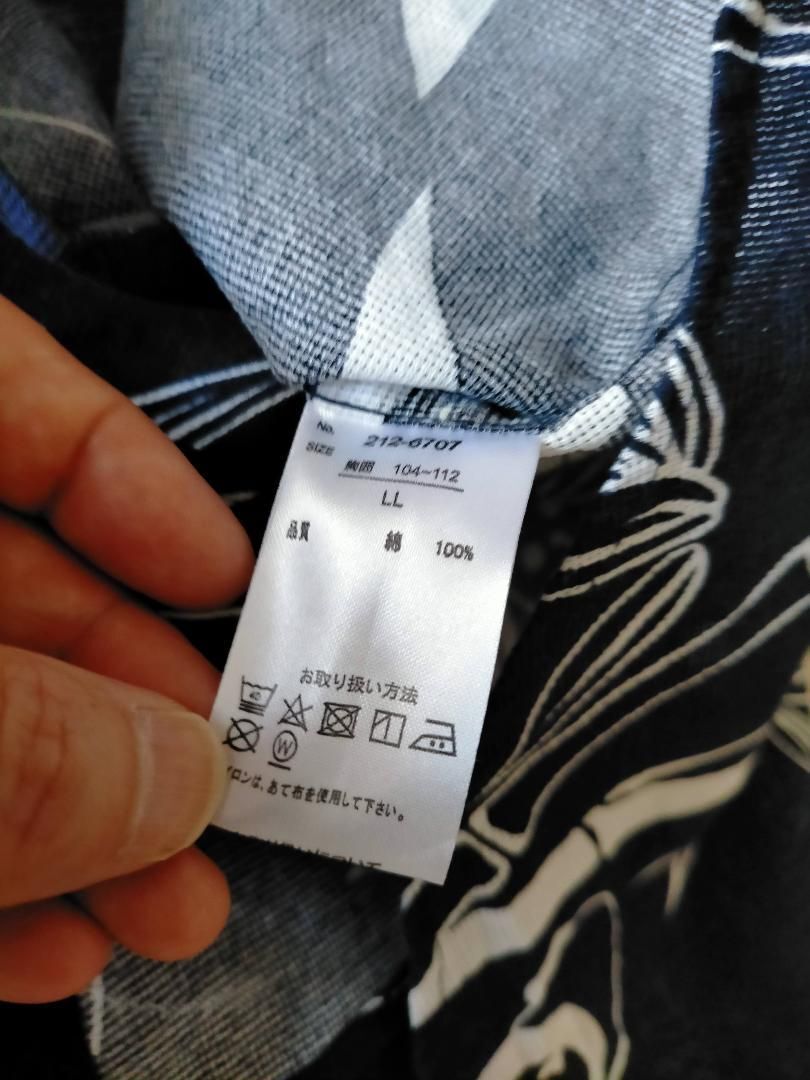 No. 212-6707
SIZE
胸囲 104~112
LL
品質 綿 100%
お取り扱い方法
40
W
イロンは、あて布を使用して下さい。